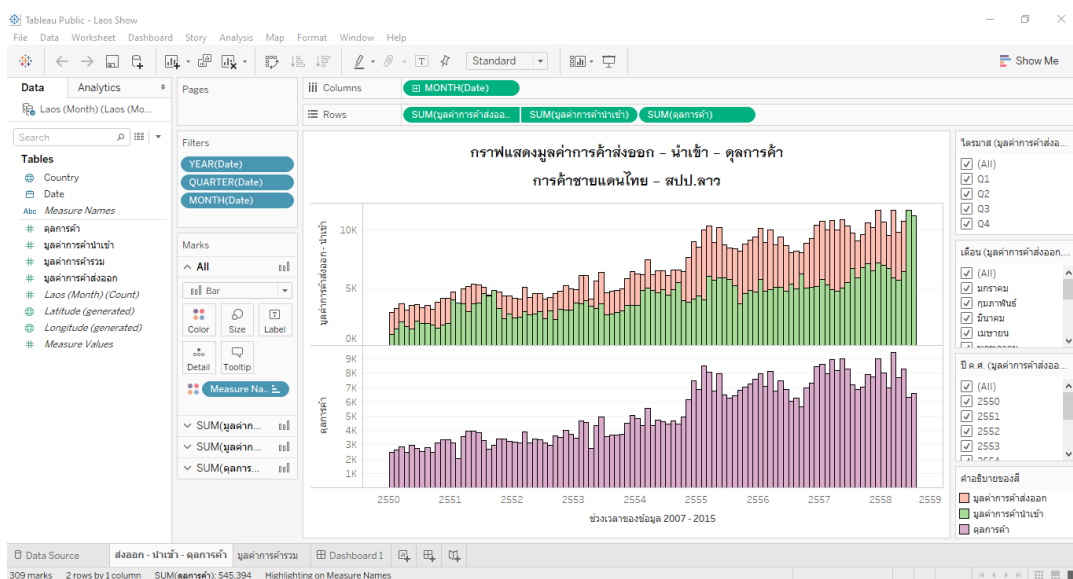 Tableau Public - Laos Show
File Data Worksheet Dashboard Story Analysis Map Format Window Help
Standard
Show Me
Data Analytics
Laos (Month) (Laos (Mo...
Search
Tables
Country
Date
Abc Measure Names
# ดุลการค้า
# มูลค่าการค้านำเข้า
# มูลค่าการค้ารวม
# มูลค่าการค้าส่งออก
# Laos (Month) (Count)
Latitude (generated)
Longitude (generated)
# Measure Values
Pages
Filters
YEAR(Date)
QUARTER(Date)
MONTH(Date)
Marks
All
Bar
Color Size Label
Detail Tooltip
Measure Na..
SUM(มูลค่าก...
SUM(มูลค่าก...
SUM(ดุลการ...
Columns
MONTH(Date)
Rows
SUM(มูลค่าการค้าส่งออ.. SUM(มูลค่าการค้านำเข้า) SUM(ดุลการค้า)
กราฟแสดงมูลค่าการค้าส่งออก – นำเข้า – ดุลการค้า
การค้าชายแดนไทย – สปป.ลาว
มูลค่าการค้าส่งออก - นำเข้า
10K
5K
0K
ดุลการค้า
9K
8K
7K
6K
5K
4K
3K
2K
1K
2550 2551 2552 2553 2554 2555 2556 2557 2558 2559
ช่วงเวลาของข้อมูล 2007 - 2015
ไตรมาส (มูลค่าการค้าส่งอ...
(All)
Q1
Q2
Q3
Q4
เดือน (มูลค่าการค้าส่งออก....
(All)
มกราคม
กุมภาพันธ์
มีนาคม
เมษายน
พฤษภาคม
ปี ค.ศ. (มูลค่าการค้าส่งออ...
(All)
2550
2551
2552
2553
2554
คำอธิบายของสี
มูลค่าการค้าส่งออก
มูลค่าการค้านำเข้า
ดุลการค้า
Data Source ส่งออก - นำเข้า - ดุลการค้า มูลค่าการค้ารวม Dashboard 1
309 marks 2 rows by 1 column SUM(ดุลการค้า): 545,394 Highlighting on Measure Names